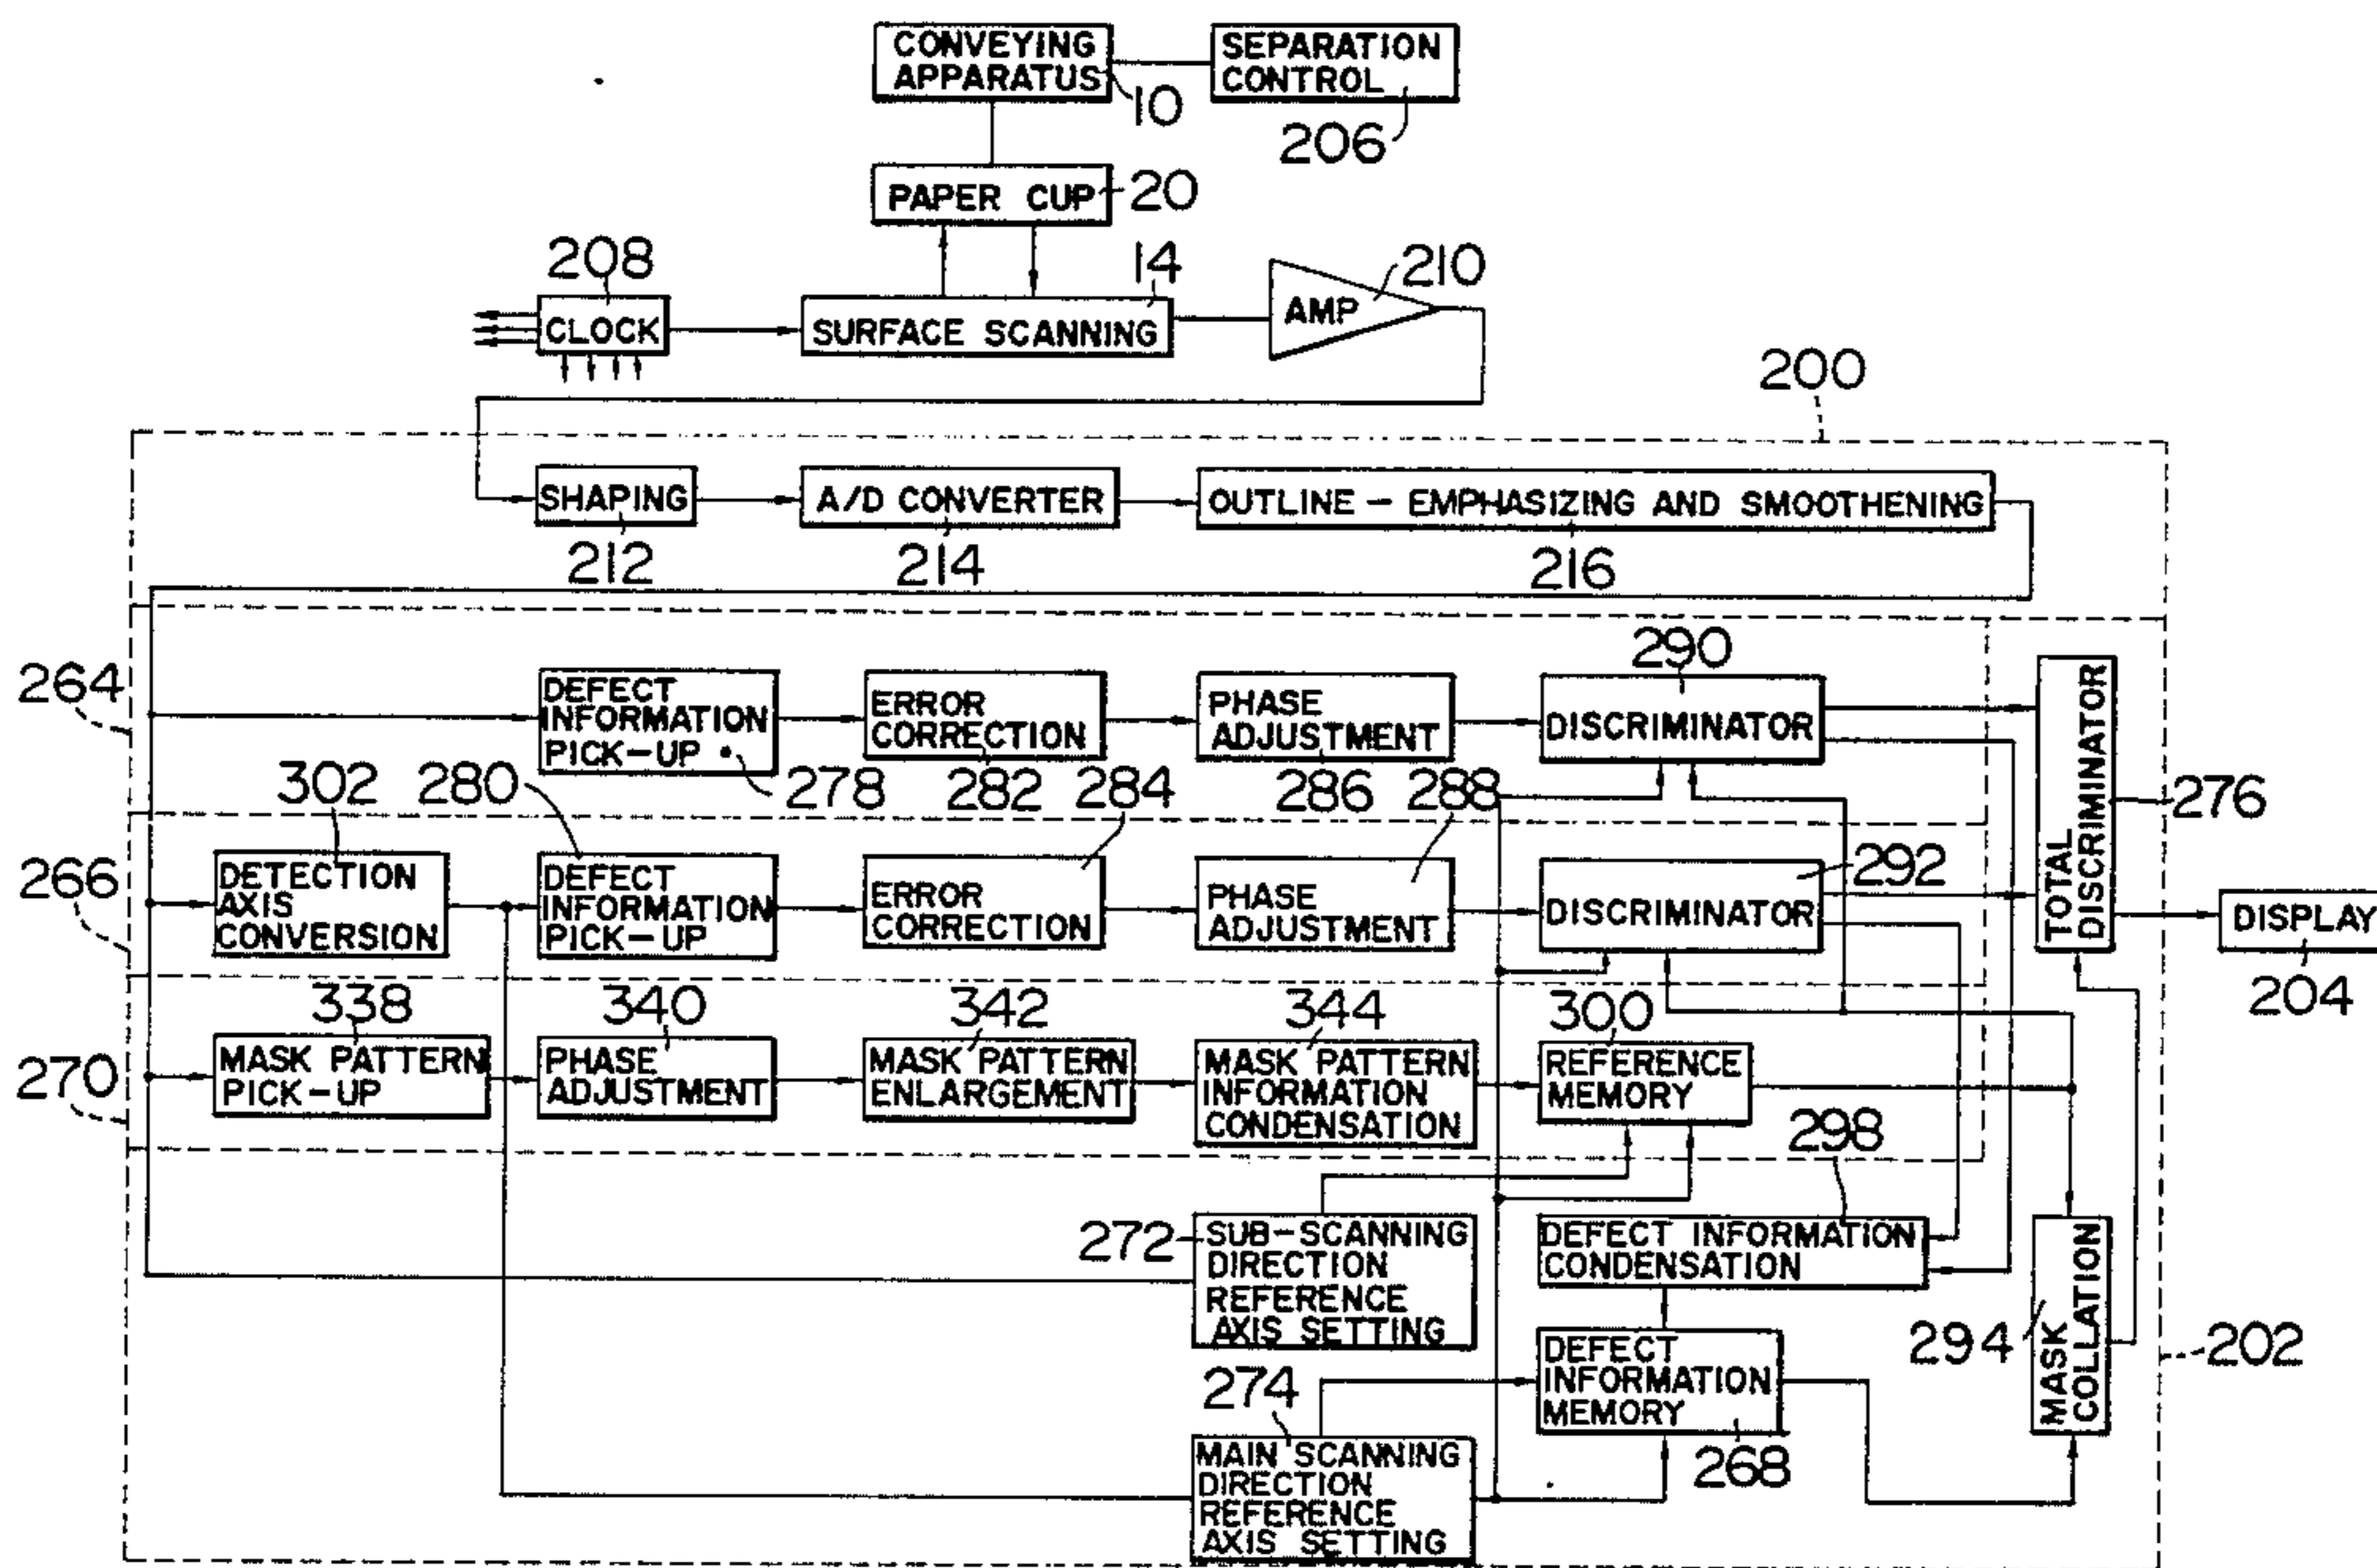 CONVEYING
APPARATUS
10
SEPARATION
CONTROL
206
PAPER CUP
20
208
CLOCK
14
SURFACE SCANNING
210
AMP
200
SHAPING
212
A/D CONVERTER
214
OUTLINE - EMPHASIZING AND SMOOTHENING
216
264
DEFECT
INFORMATION
PICK-UP
278
ERROR
CORRECTION
282
PHASE
ADJUSTMENT
286
290
DISCRIMINATOR
TOTAL
DISCRIMINATOR
276
266
302
DETECTION
AXIS
CONVERSION
280
DEFECT
INFORMATION
PICK-UP
284
ERROR
CORRECTION
288
PHASE
ADJUSTMENT
292
DISCRIMINATOR
DISPLAY
204
270
338
MASK PATTERN
PICK-UP
340
PHASE
ADJUSTMENT
342
MASK PATTERN
ENLARGEMENT
344
MASK PATTERN
INFORMATION
CONDENSATION
300
REFERENCE
MEMORY
298
272
SUB-SCANNING
DIRECTION
REFERENCE
AXIS SETTING
DEFECT INFORMATION
CONDENSATION
294
MASK
COLLATION
202
274
MAIN SCANNING
DIRECTION
REFERENCE
AXIS SETTING
DEFECT
INFORMATION
MEMORY
268